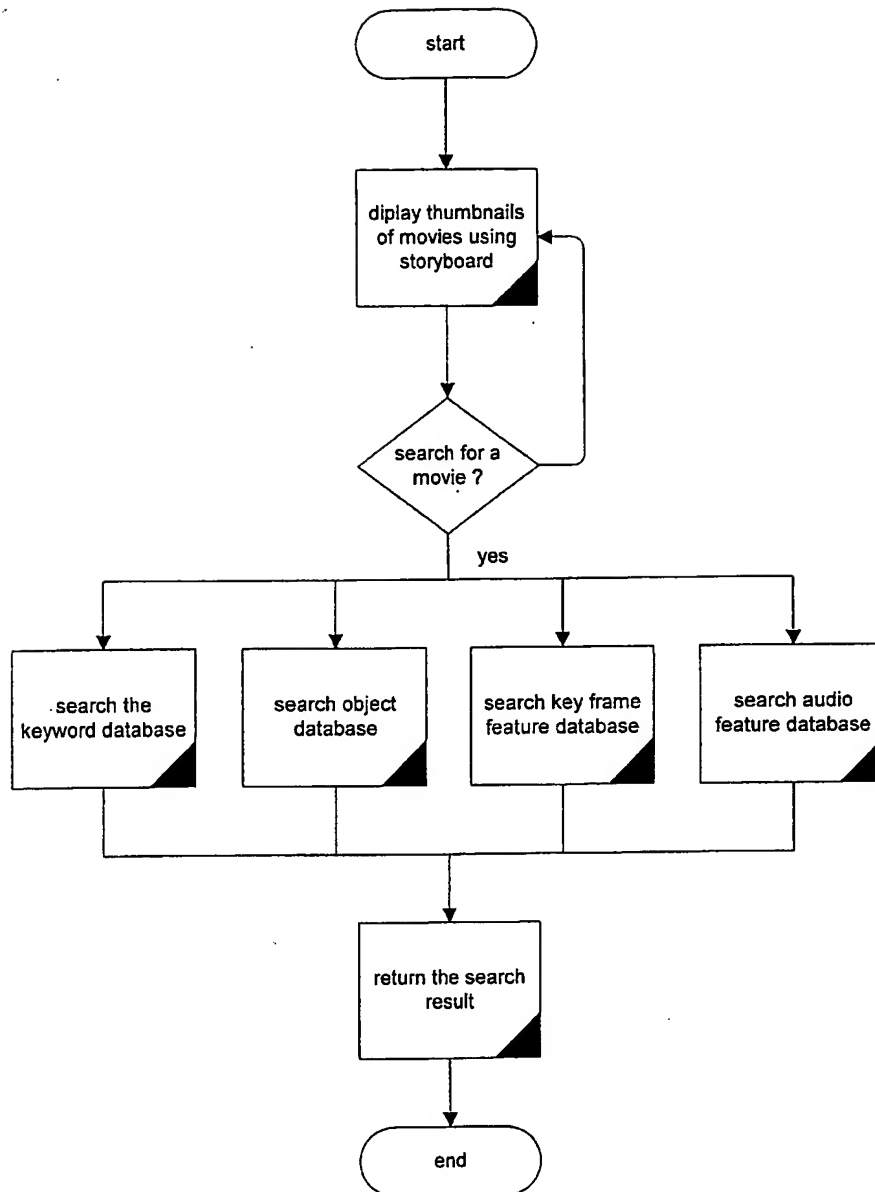 start
diplay thumbnails
of movies using
storyboard
search for a
movie ?
yes
search the
keyword database
search object
database
search key frame
feature database
search audio
feature database
return the search
result
end